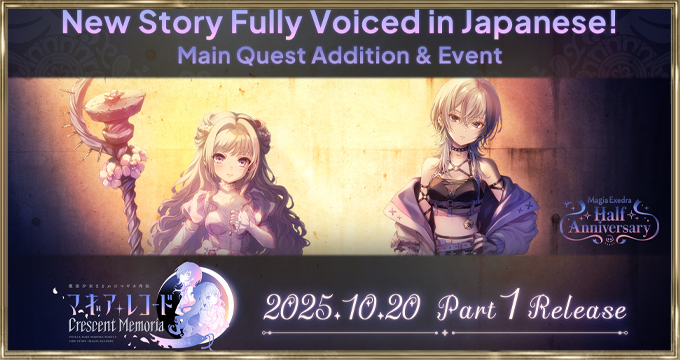 New Story Fully Voiced in Japanese!
Main Quest Addition & Event
Magia Exedra
Half
Anniversary
マギアレコード
Crescent Memoria
2025.10.20 Part 1 Release